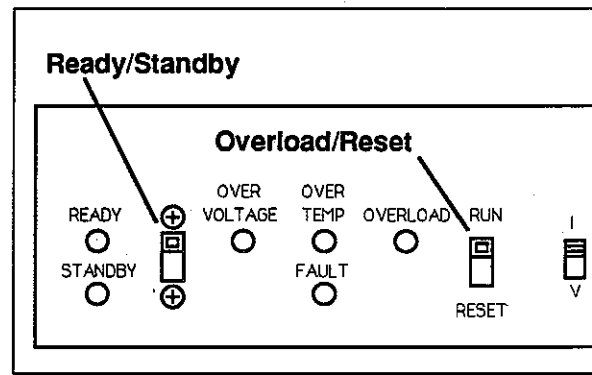 Ready/Standby
Overload/Reset
OVER VOLTAGE
OVER TEMP
READY
OVERLOAD
RUN
I
STANDBY
FAULT
RESET
V